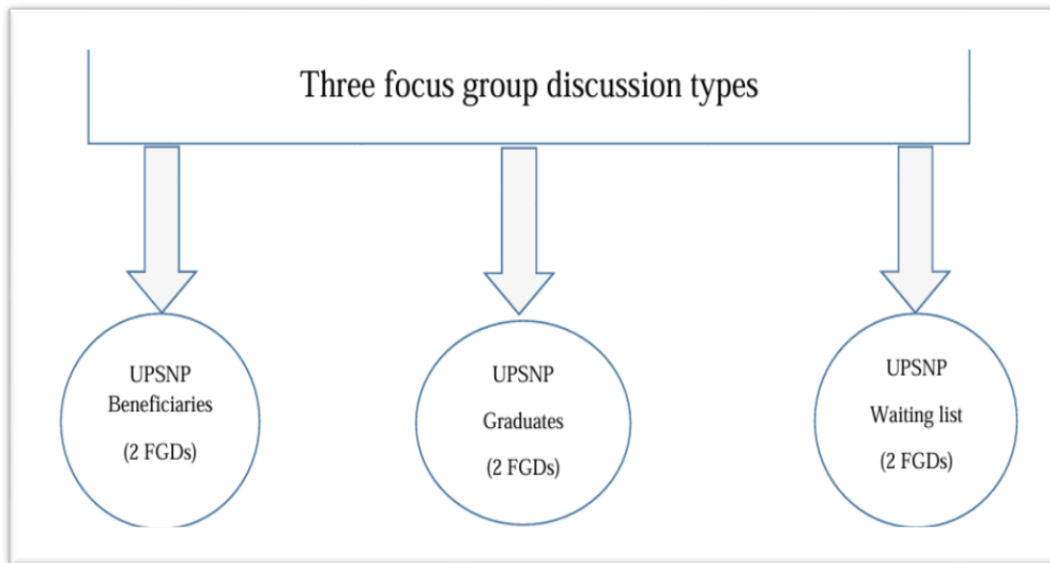 Three focus group discussion types
UPSNP
Beneficiaries
(2 FGDs)
UPSNP
Graduates
(2 FGDs)
UPSNP
Waiting list
(2 FGDs)